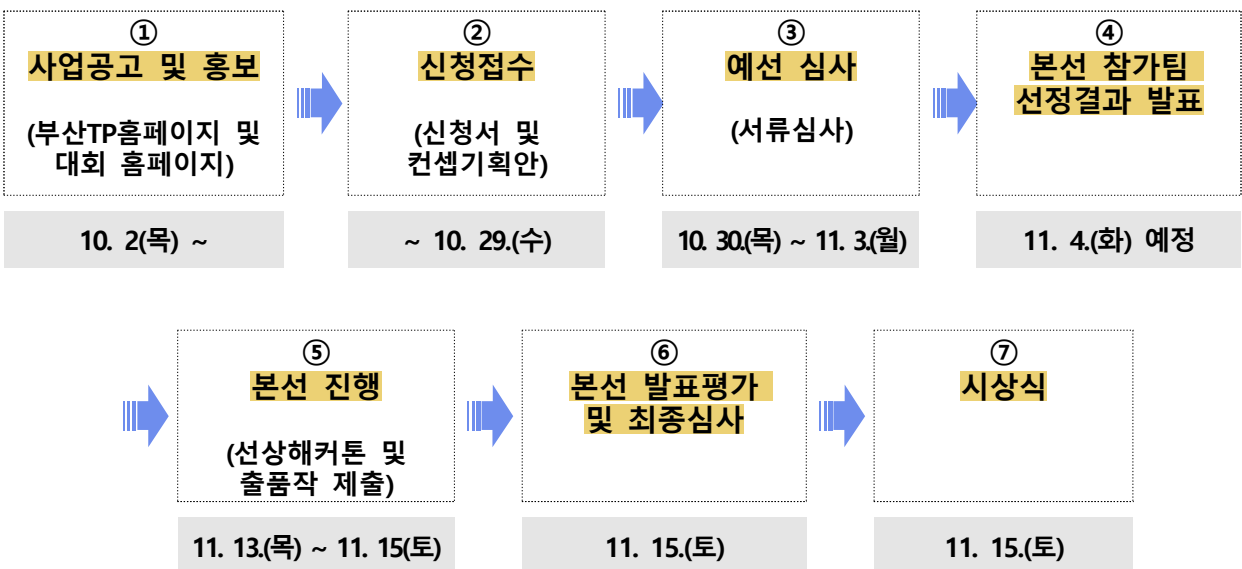 ①
사업공고 및 홍보
(부산TP홈페이지 및
대회 홈페이지)
10. 2(목) ~
②
신청접수
(신청서 및
컨셉기획안)
~ 10. 29.(수)
③
예선 심사
(서류심사)
10. 30.(목) ~ 11. 3.(월)
④
본선 참가팀
선정결과 발표
11. 4.(화) 예정
⑤
본선 진행
(선상해커톤 및
출품작 제출)
11. 13.(목) ~ 11. 15(토)
⑥
본선 발표평가
및 최종심사
11. 15.(토)
⑦
시상식
11. 15.(토)